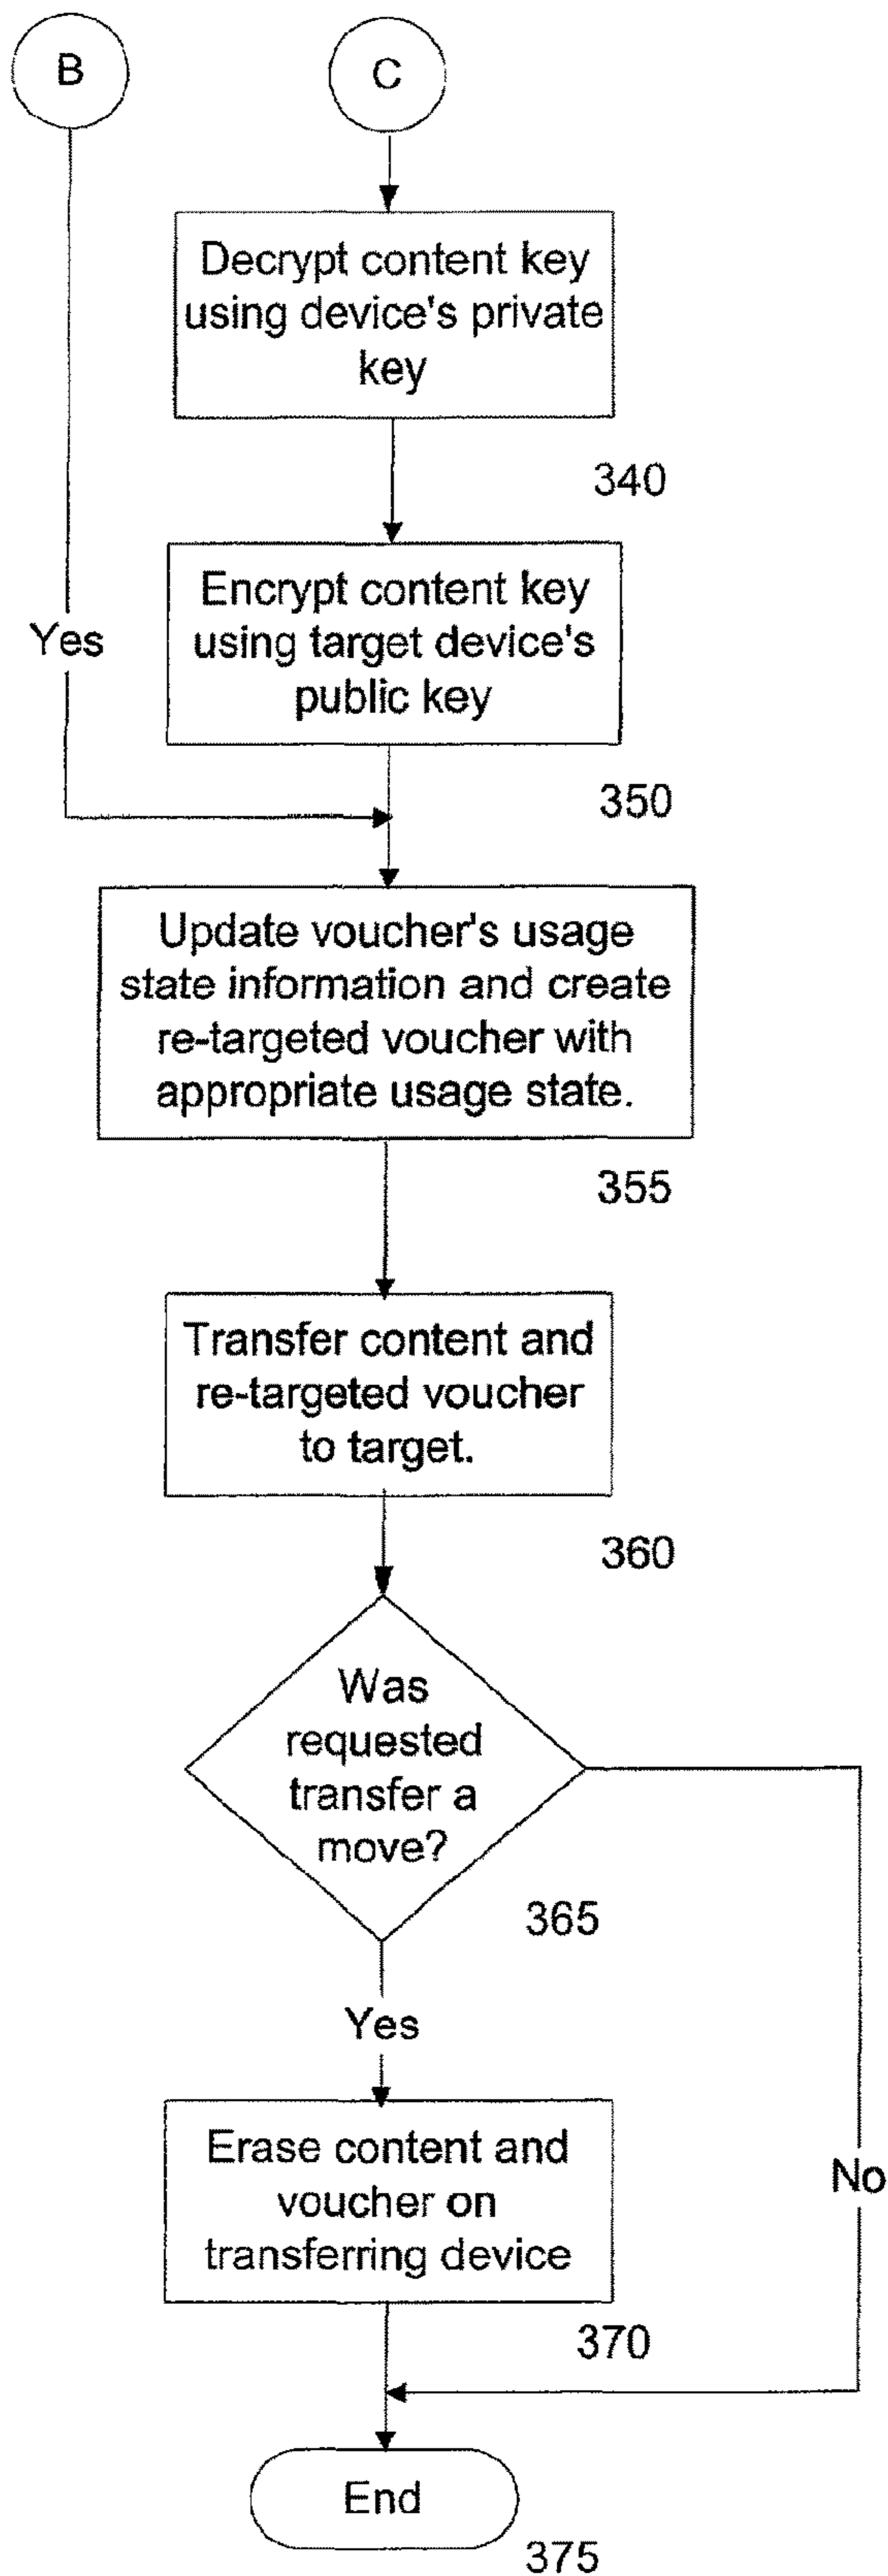 B
C
Decrypt content key
using device's private
key
340
Encrypt content key
using target device's
public key
Yes
350
Update voucher's usage
state information and create
re-targeted voucher with
appropriate usage state.
355
Transfer content and
re-targeted voucher
to target.
360
Was
requested
transfer a
move?
365
Yes
Erase content and
voucher on
transferring device
No
370
End
375